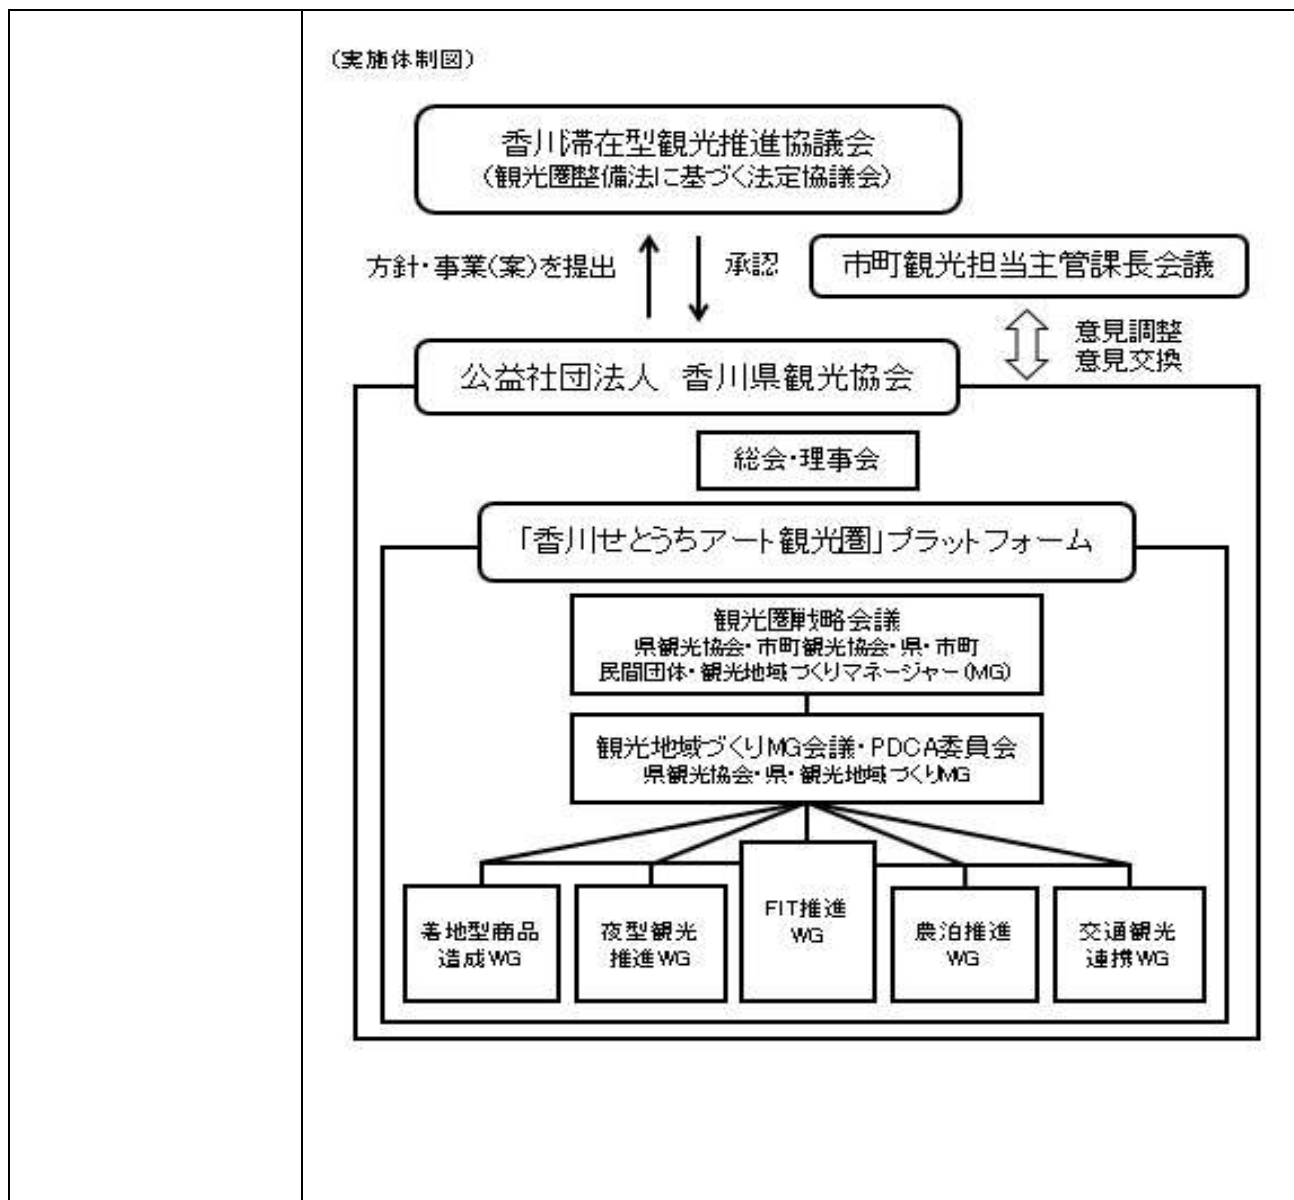 (実施体制図)
香川滞在型観光推進協議会
(観光圏整備法に基づく法定協議会)
方針・事業(案)を提出
承認
市町観光担当主管課長会議
意見調整
意見交換
公益社団法人 香川県観光協会
総会・理事会
「香川せとうちアート観光圏」プラットフォーム
観光圏戦略会議
県観光協会・市町観光協会・県・市町
民間団体・観光地域づくりマネージャー(MG)
観光地域づくりMG会議・PDCA委員会
県観光協会・県・観光地域づくりMG
着地型商品
造成WG
夜型観光
推進WG
FIT推進
WG
農泊推進
WG
交通観光
連携WG